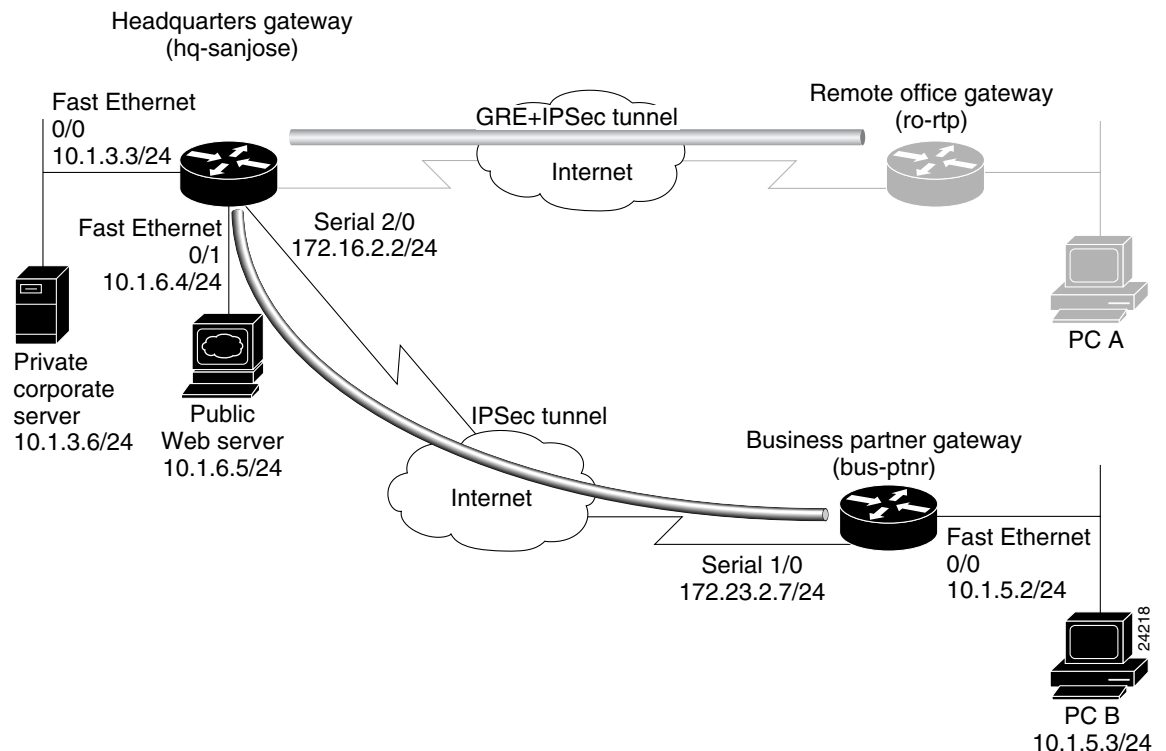 Headquarters gateway
(hq-sanjose)
Fast Ethernet
0/0
10.1.3.3/24
GRE+IPSec tunnel
Internet
Remote office gateway
(ro-rtp)
Serial 2/0
172.16.2.2/24
Fast Ethernet
0/1
10.1.6.4/24
PC A
Private
corporate
server
10.1.3.6/24
Public
Web server
10.1.6.5/24
IPSec tunnel
Internet
Business partner gateway
(bus-ptnr)
Serial 1/0
172.23.2.7/24
Fast Ethernet
0/0
10.1.5.2/24
24218
PC B
10.1.5.3/24